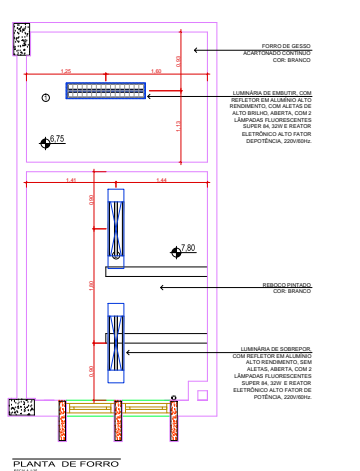 FORRO DE GESSO
ACARTONADO CONTÍNUO
COR: BRANCO
0,93
1,25
1,60
LUMINÁRIA DE EMBUTIR, COM
REFLETOR EM ALUMÍNIO ALTO
RENDIMENTO, COM ALETAS DE
ALTO BRILHO, ABERTA, COM 2
LÂMPADAS FLUORESCENTES
SUPER 84, 32W E REATOR
ELETRÔNICO ALTO FATOR
DEPOTÊNCIA, 220V/60Hz.
1,13
6,75
1,41
1,44
0,90
7,80
1,80
REBOCO PINTADO
COR: BRANCO
LUMINÁRIA DE SOBREPOR,
COM REFLETOR EM ALUMÍNIO
ALTO RENDIMENTO, SEM
ALETAS, ABERTA, COM 2
LÂMPADAS FLUORESCENTES
SUPER 84, 32W E REATOR
ELETRÔNICO ALTO FATOR DE
POTÊNCIA, 220V/60Hz.
0,90
PLANTA DE FORRO